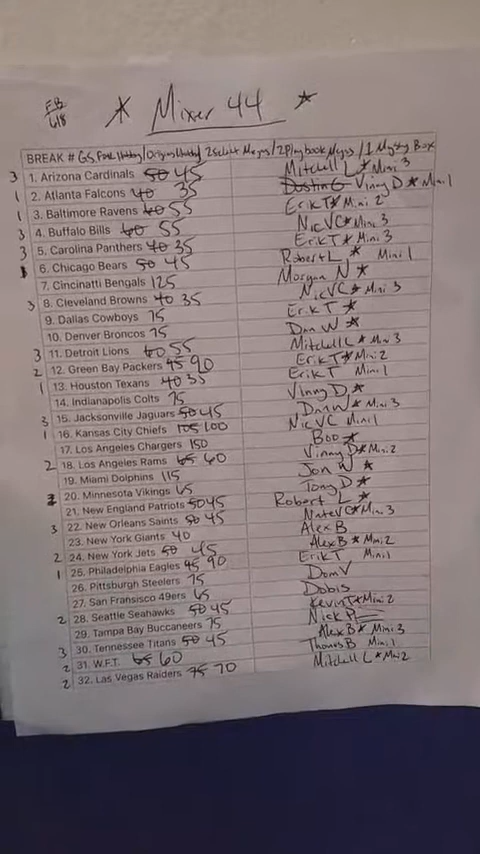 FB
618
★ Mixer 44 ★
BREAK # GS Hobby/Origins Hobby/2 Select Megas/2 Playbook Megas/1 Mystery Box
3 1. Arizona Cardinals 50 45 Mitchell L ★ Mini 3
1 2. Atlanta Falcons 40 35 Dustin G Vinny D ★ Mini 1
1 3. Baltimore Ravens 60 55 Erik T ★ Mini 2
3 4. Buffalo Bills 60 55 Nic VC ★ Mini 3
3 5. Carolina Panthers 40 35 Erik T ★ Mini 3
1 6. Chicago Bears 50 45 Robert L ★ Mini 1
7. Cincinatti Bengals 125 Morgan N ★
3 8. Cleveland Browns 40 35 Nic VC ★ Mini 3
9. Dallas Cowboys 75 Erik T ★
10. Denver Broncos 75 Dan W ★
3 11. Detroit Lions 60 55 Mitchell L ★ Mini 3
2 12. Green Bay Packers 95 90 Erik T ★ Mini 2
1 13. Houston Texans 40 35 Erik T Mini 1
14. Indianapolis Colts 75 Vinny D ★
3 15. Jacksonville Jaguars 50 45 Dan W ★ Mini 3
1 16. Kansas City Chiefs 105 100 Nic VC Mini 1
17. Los Angeles Chargers 150 Boo ★
2 18. Los Angeles Rams 65 60 Vinny D ★ Mini 2
19. Miami Dolphins 115 Jon W ★
20. Minnesota Vikings 65 Tony D ★
21. New England Patriots 50 45 Robert L ★
3 22. New Orleans Saints 50 45 Nate VC ★ Mini 3
23. New York Giants 40 Alex B
2 24. New York Jets 50 45 Alex B ★ Mini 2
1 25. Philadelphia Eagles 95 90 Erik T Mini 1
26. Pittsburgh Steelers 75 Dom V
27. San Fransisco 49ers 65 Dobis
2 28. Seattle Seahawks 50 45 Kevin T ★ Mini 2
29. Tampa Bay Buccaneers 75 Nick R
3 30. Tennessee Titans 50 45 Alex B ★ Mini 3
2 31. W.F.T. 65 60 Thomas B Mini 1
2 32. Las Vegas Raiders 75 70 Mitchell L ★ Mini 2